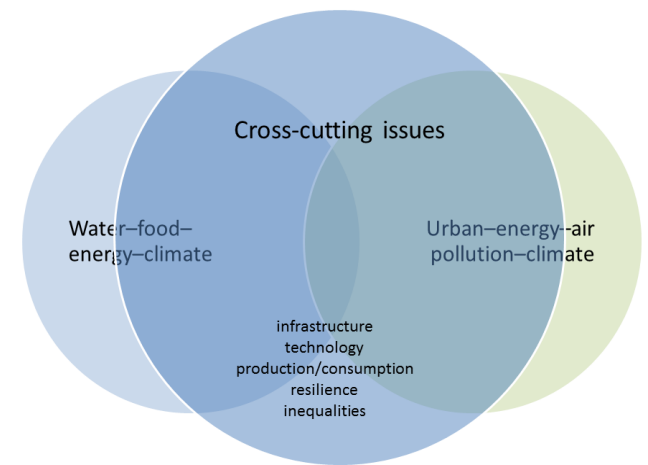 Cross-cutting issues
Water–food–
energy–climate
Urban–energy–air
pollution–climate
infrastructure
technology
production/consumption
resilience
inequalities